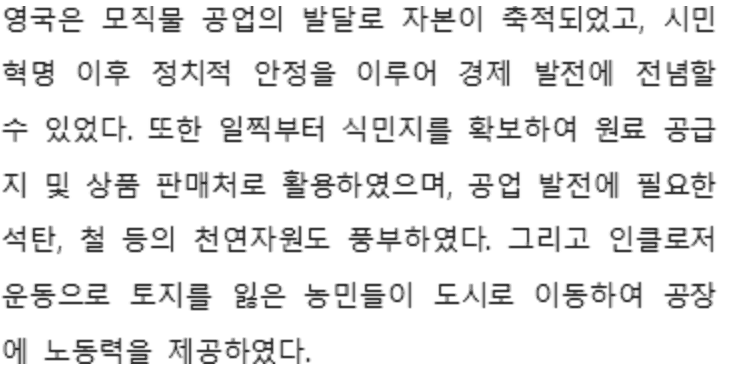 영국은 모직물 공업의 발달로 자본이 축적되었고, 시민
혁명 이후 정치적 안정을 이루어 경제 발전에 전념할
수 있었다. 또한 일찍부터 식민지를 확보하여 원료 공급
지 및 상품 판매처로 활용하였으며, 공업 발전에 필요한
석탄, 철 등의 천연자원도 풍부하였다. 그리고 인클로저
운동으로 토지를 잃은 농민들이 도시로 이동하여 공장
에 노동력을 제공하였다.